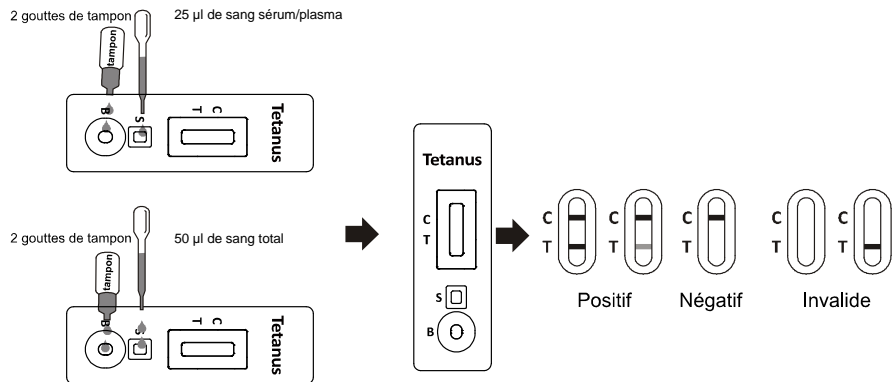 2 gouttes de tampon
25 µl de sang sérum/plasma
tampon
B
S
T C
Tetanus
2 gouttes de tampon
50 µl de sang total
tampon
B
S
T C
Tetanus
Tetanus
C
T
S
B
C
T
C
T
C
T
C
T
C
T
Positif
Négatif
Invalide